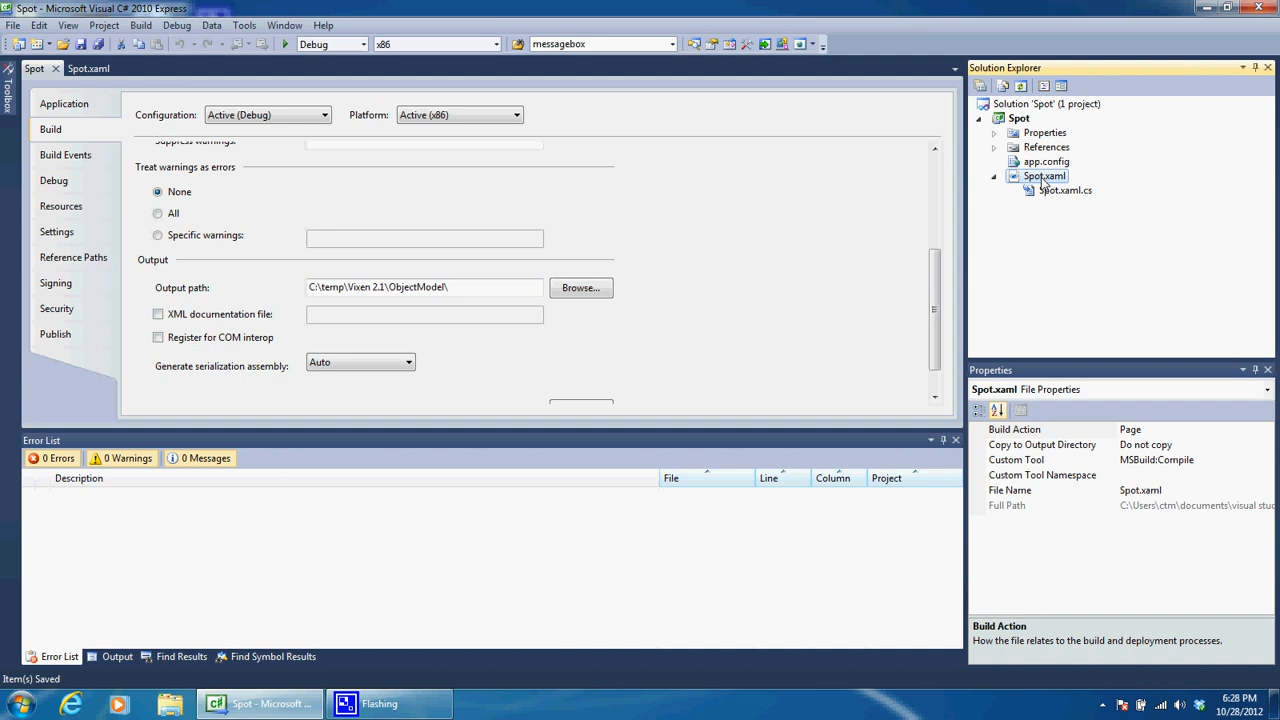 Spot - Microsoft Visual C# 2010 Express
File Edit View Project Build Debug Data Tools Window Help
Debug x86 messagebox
Spot Spot.xaml
Toolbox
Application
Build
Build Events
Debug
Resources
Settings
Reference Paths
Signing
Security
Publish
Configuration: Active (Debug) Platform: Active (x86)
Suppress warnings:
Treat warnings as errors
None
All
Specific warnings:
Output
Output path: C:\temp\Vixen 2.1\ObjectModel\ Browse...
XML documentation file:
Register for COM interop
Generate serialization assembly: Auto
Error List
0 Errors 0 Warnings 0 Messages
Description File Line Column Project
Error List Output Find Results Find Symbol Results
Solution Explorer
Solution 'Spot' (1 project)
Spot
Properties
References
app.config
Spot.xaml
Spot.xaml.cs
Properties
Spot.xaml File Properties
Build Action Page
Copy to Output Directory Do not copy
Custom Tool MSBuild:Compile
Custom Tool Namespace
File Name Spot.xaml
Full Path C:\Users\ctm\documents\visual stud
Build Action
How the file relates to the build and deployment processes.
Item(s) Saved
Spot - Microsoft ... Flashing
6:28 PM
10/28/2012